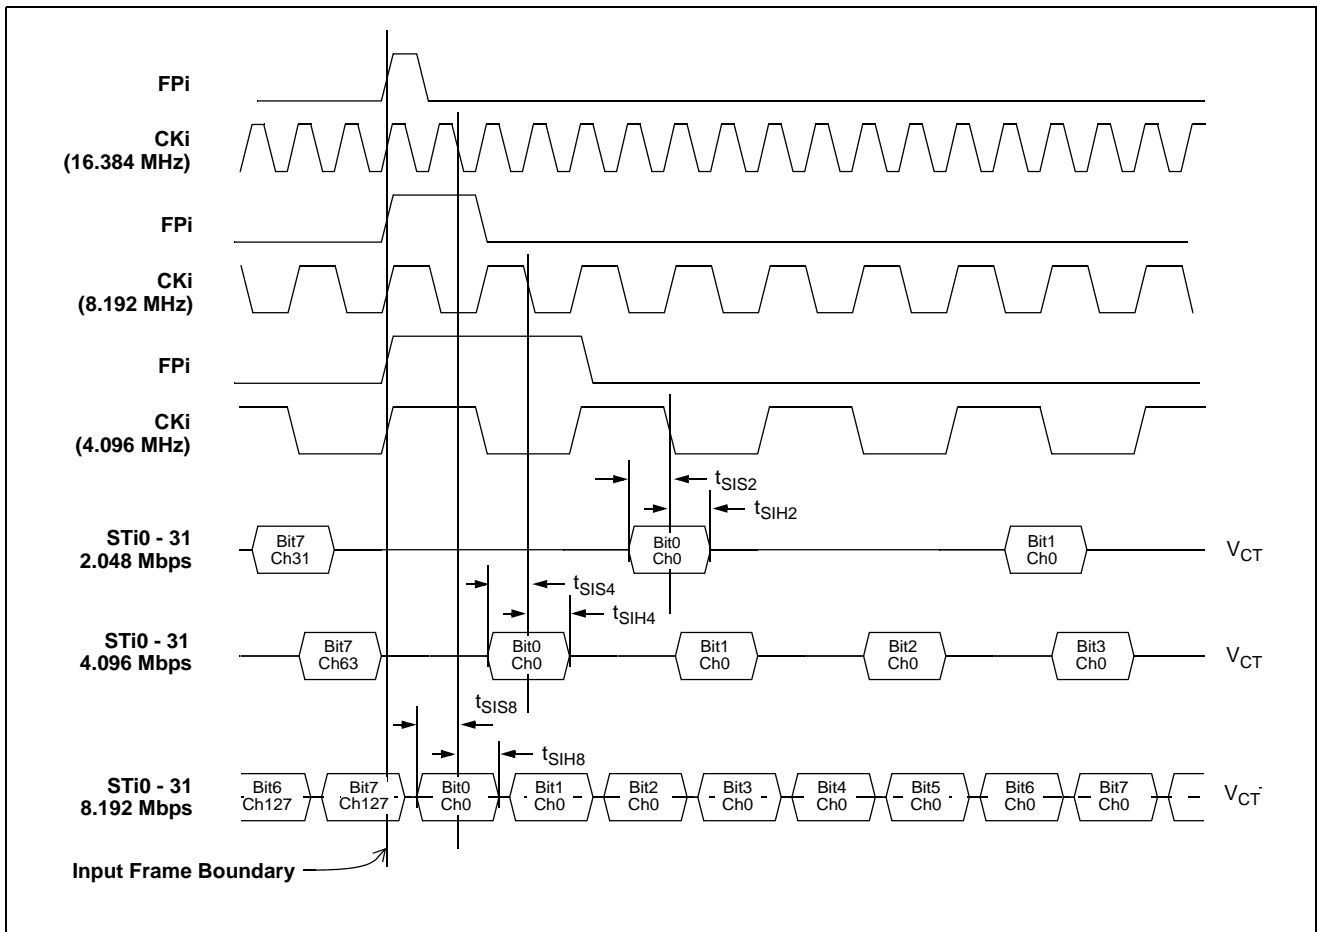 FPi
CKi
(16.384 MHz)
FPi
CKi
(8.192 MHz)
FPi
CKi
(4.096 MHz)
tSIS2
tSIH2
STi0 - 31
2.048 Mbps
Bit7
Ch31
Bit0
Ch0
Bit1
Ch0
VCT
tSIS4
tSIH4
STi0 - 31
4.096 Mbps
Bit7
Ch63
Bit0
Ch0
Bit1
Ch0
Bit2
Ch0
Bit3
Ch0
VCT
tSIS8
tSIH8
STi0 - 31
8.192 Mbps
Bit6
Ch127
Bit7
Ch127
Bit0
Ch0
Bit1
Ch0
Bit2
Ch0
Bit3
Ch0
Bit4
Ch0
Bit5
Ch0
Bit6
Ch0
Bit7
Ch0
VCT
Input Frame Boundary